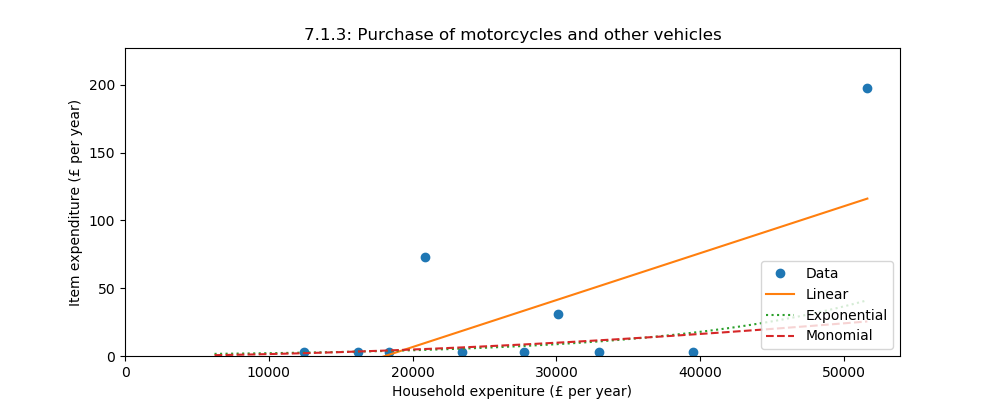 7.1.3: Purchase of motorcycles and other vehicles
Item expenditure (£ per year)
200
150
100
50
0
0 10000 20000 30000 40000 50000
Household expeniture (£ per year)
Data
Linear
Exponential
Monomial